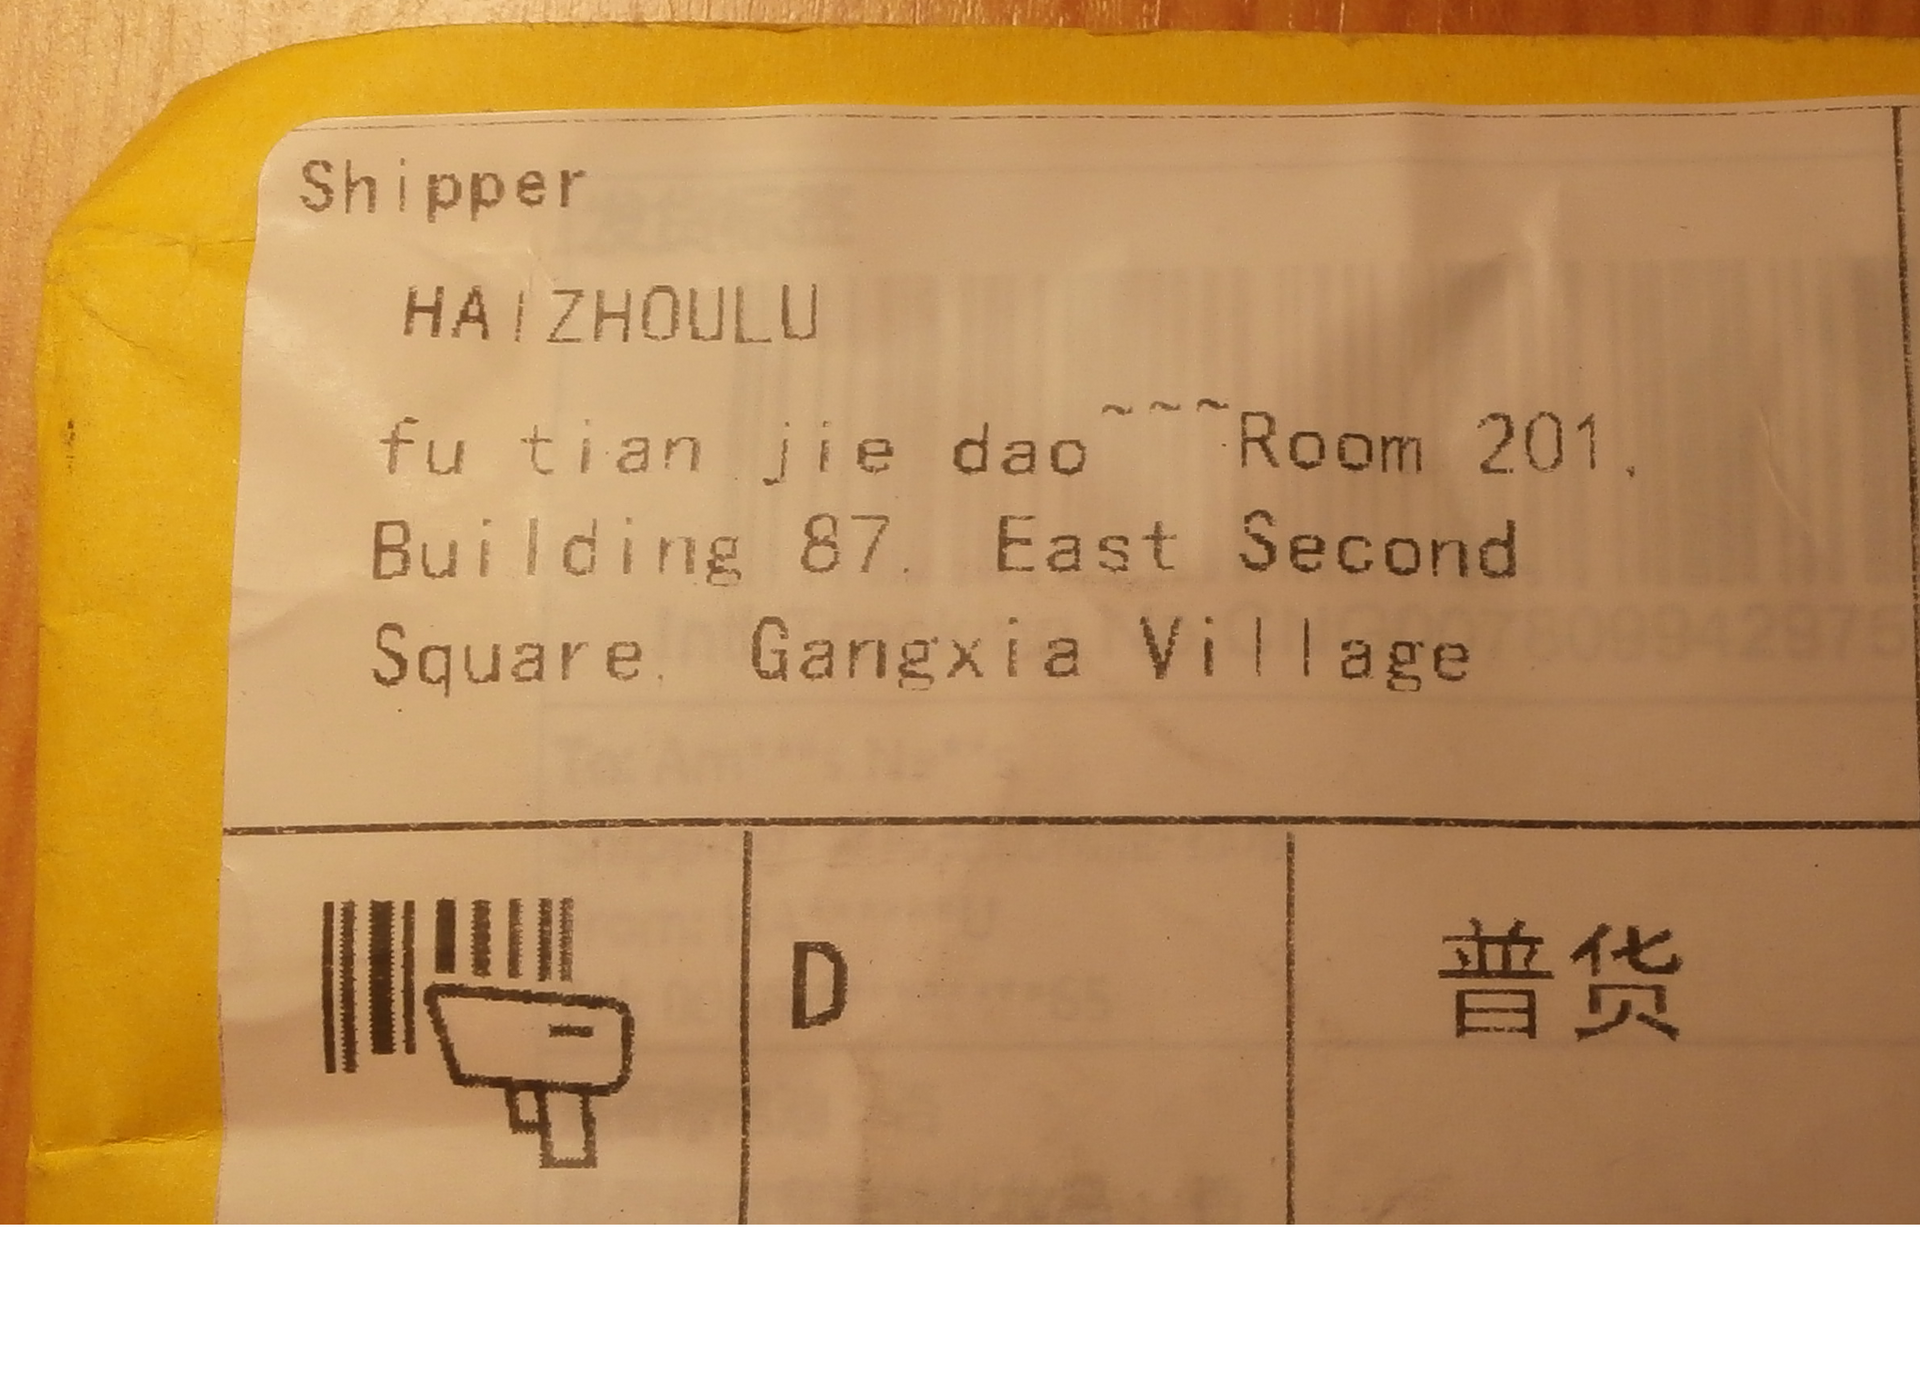 Shipper
HAIZHOULU
fu tian jie dao~~~Room 201,
Building 87, East Second
Square, Gangxia Village
D
普货